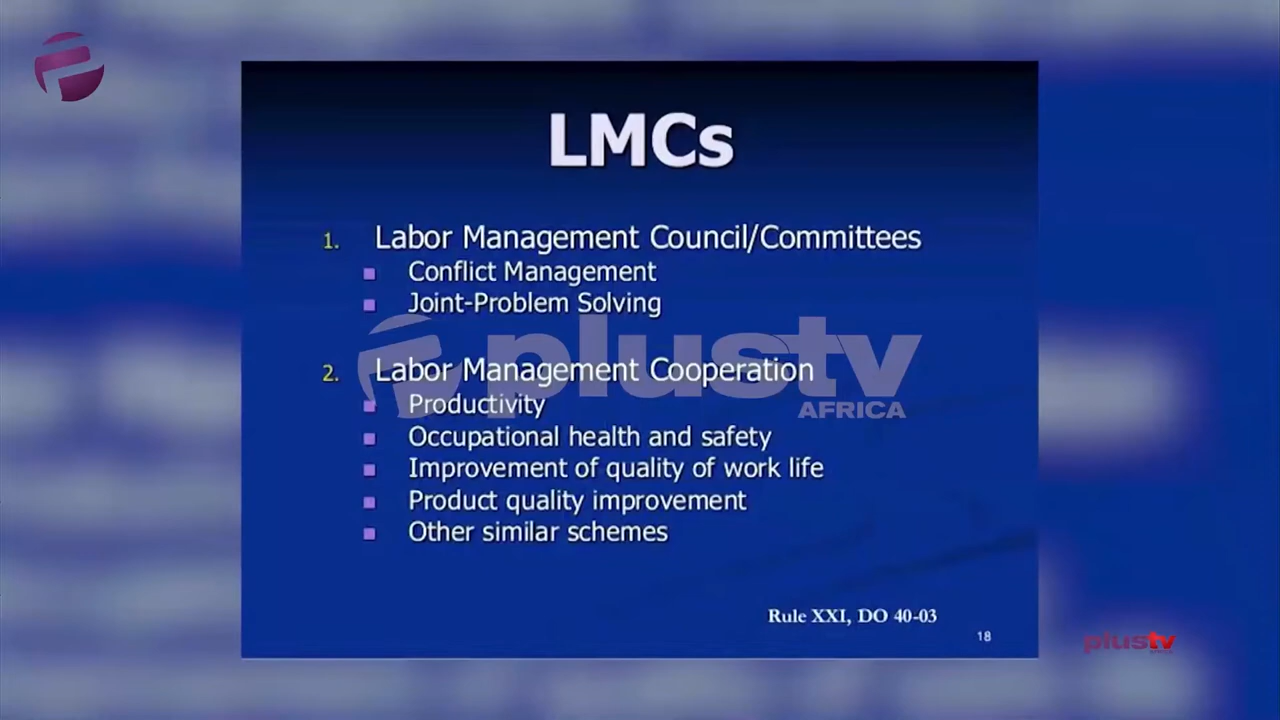 LMCs
1. Labor Management Council/Committees
Conflict Management
Joint-Problem Solving
plustv
AFRICA
2. Labor Management Cooperation
Productivity
Occupational health and safety
Improvement of quality of work life
Product quality improvement
Other similar schemes
Rule XXI, DO 40-03
18
plustv
AFRICA